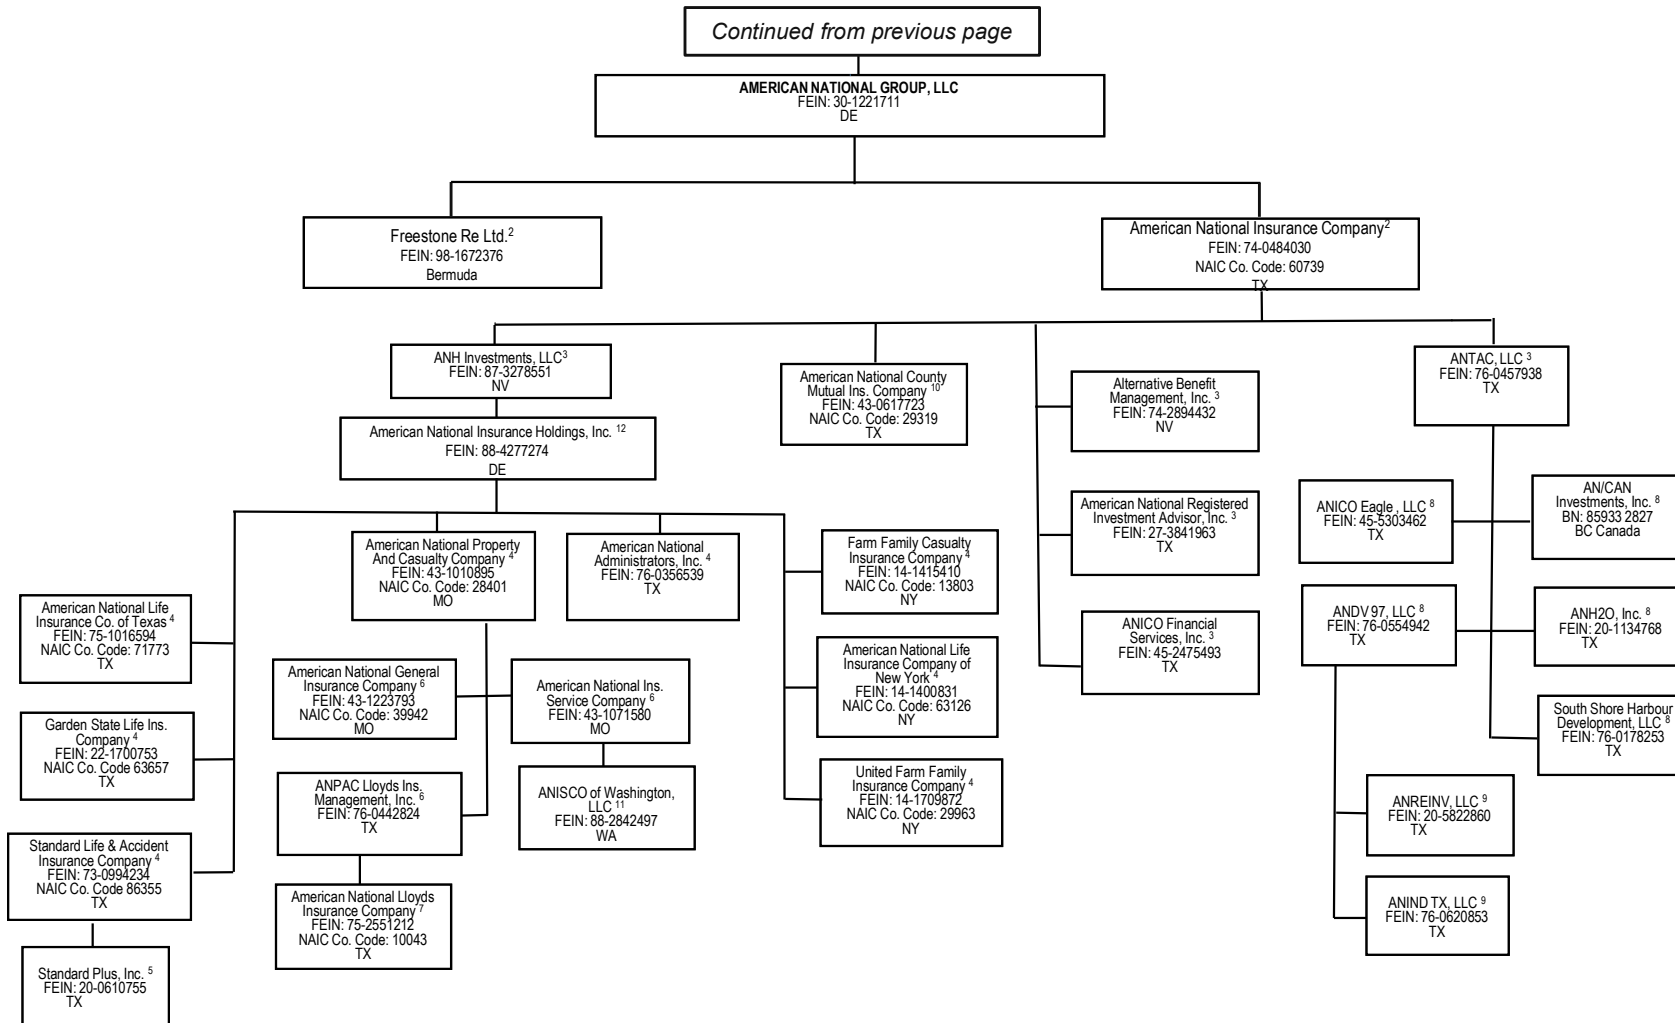 Continued from previous page
AMERICAN NATIONAL GROUP, LLC
FEIN: 30-1221711
DE
Freestone Re Ltd.2
FEIN: 98-1672376
Bermuda
American National Insurance Company2
FEIN: 74-0484030
NAIC Co. Code: 60739
TX
ANH Investments, LLC3
FEIN: 87-3278551
NV
American National Insurance Holdings, Inc. 12
FEIN: 88-4277274
DE
American National County
Mutual Ins. Company 10
FEIN: 43-0617723
NAIC Co. Code: 29319
TX
Alternative Benefit
Management, Inc. 3
FEIN: 74-2894432
NV
American National Registered
Investment Advisor, Inc. 3
FEIN: 27-3841963
TX
ANICO Financial
Services, Inc. 3
FEIN: 45-2475493
TX
ANTAC, LLC 3
FEIN: 76-0457938
TX
ANICO Eagle , LLC 8
FEIN: 45-5303462
TX
AN/CAN
Investments, Inc. 8
BN: 85933 2827
BC Canada
ANDV 97, LLC 8
FEIN: 76-0554942
TX
ANH2O, Inc. 8
FEIN: 20-1134768
TX
South Shore Harbour
Development, LLC 8
FEIN: 76-0178253
TX
ANREINV, LLC 9
FEIN: 20-5822860
TX
ANIND TX, LLC 9
FEIN: 76-0620853
TX
American National Property
And Casualty Company 4
FEIN: 43-1010895
NAIC Co. Code: 28401
MO
American National
Administrators, Inc. 4
FEIN: 76-0356539
TX
Farm Family Casualty
Insurance Company 4
FEIN: 14-1415410
NAIC Co. Code: 13803
NY
American National Life
Insurance Company of
New York 4
FEIN: 14-1400831
NAIC Co. Code: 63126
NY
United Farm Family
Insurance Company 4
FEIN: 14-1709872
NAIC Co. Code: 29963
NY
American National Life
Insurance Co. of Texas 4
FEIN: 75-1016594
NAIC Co. Code: 71773
TX
Garden State Life Ins.
Company 4
FEIN: 22-1700753
NAIC Co. Code 63657
TX
Standard Life & Accident
Insurance Company 4
FEIN: 73-0994234
NAIC Co. Code 86355
TX
Standard Plus, Inc. 5
FEIN: 20-0610755
TX
American National General
Insurance Company 6
FEIN: 43-1223793
NAIC Co. Code: 39942
MO
American National Ins.
Service Company 6
FEIN: 43-1071580
MO
ANPAC Lloyds Ins.
Management, Inc. 6
FEIN: 76-0442824
TX
ANISCO of Washington,
LLC 11
FEIN: 88-2842497
WA
American National Lloyds
Insurance Company 7
FEIN: 75-2551212
NAIC Co. Code: 10043
TX